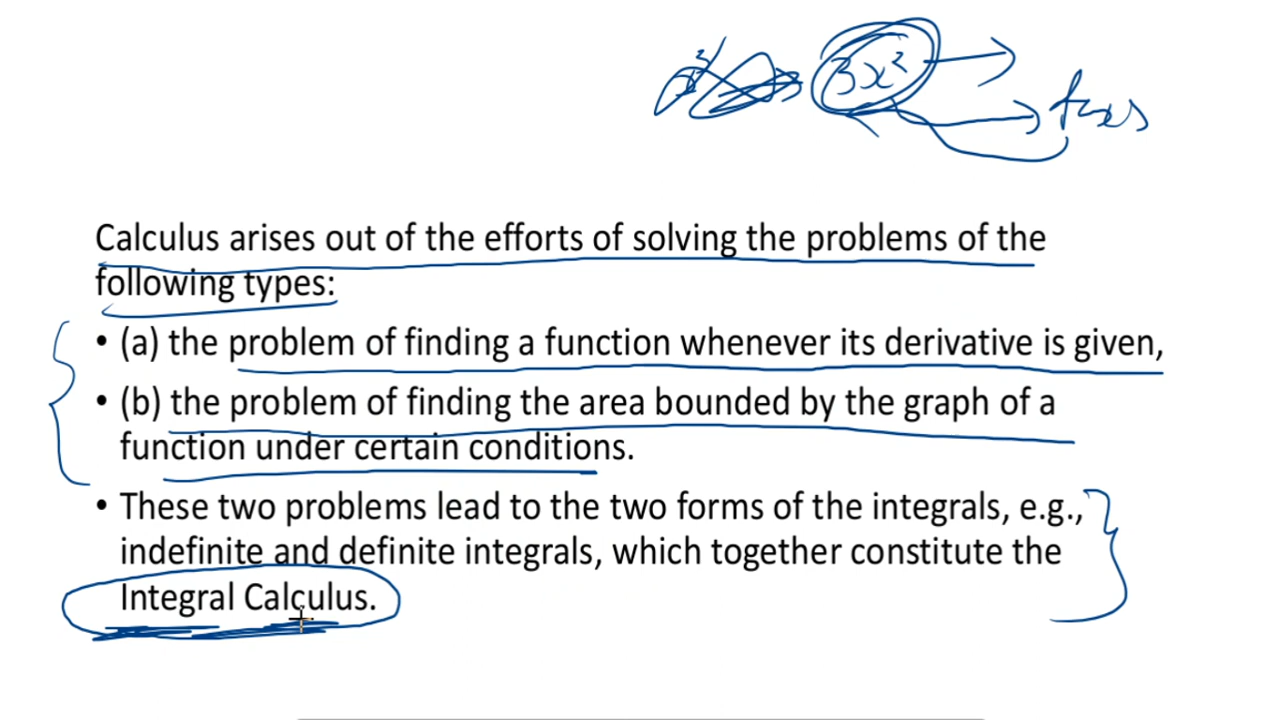 3x²
Calculus arises out of the efforts of solving the problems of the
following types:
• (a) the problem of finding a function whenever its derivative is given,
• (b) the problem of finding the area bounded by the graph of a
function under certain conditions.
• These two problems lead to the two forms of the integrals, e.g.,
indefinite and definite integrals, which together constitute the
Integral Calculus.